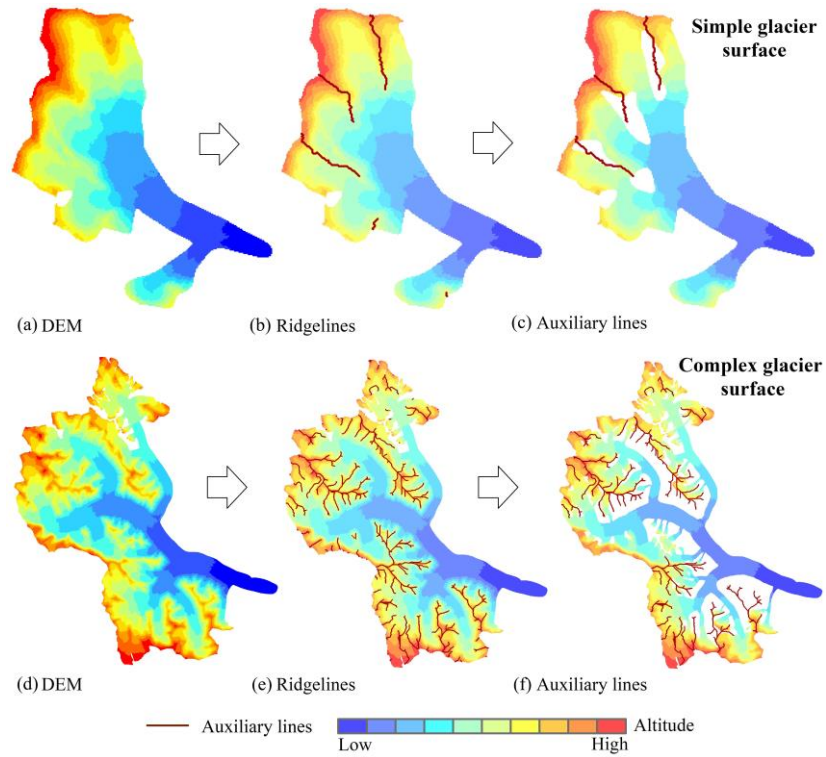 Simple glacier
surface
(a) DEM
(b) Ridgelines
(c) Auxiliary lines
Complex glacier
surface
(d) DEM
(e) Ridgelines
(f) Auxiliary lines
Auxiliary lines
Altitude
Low
High